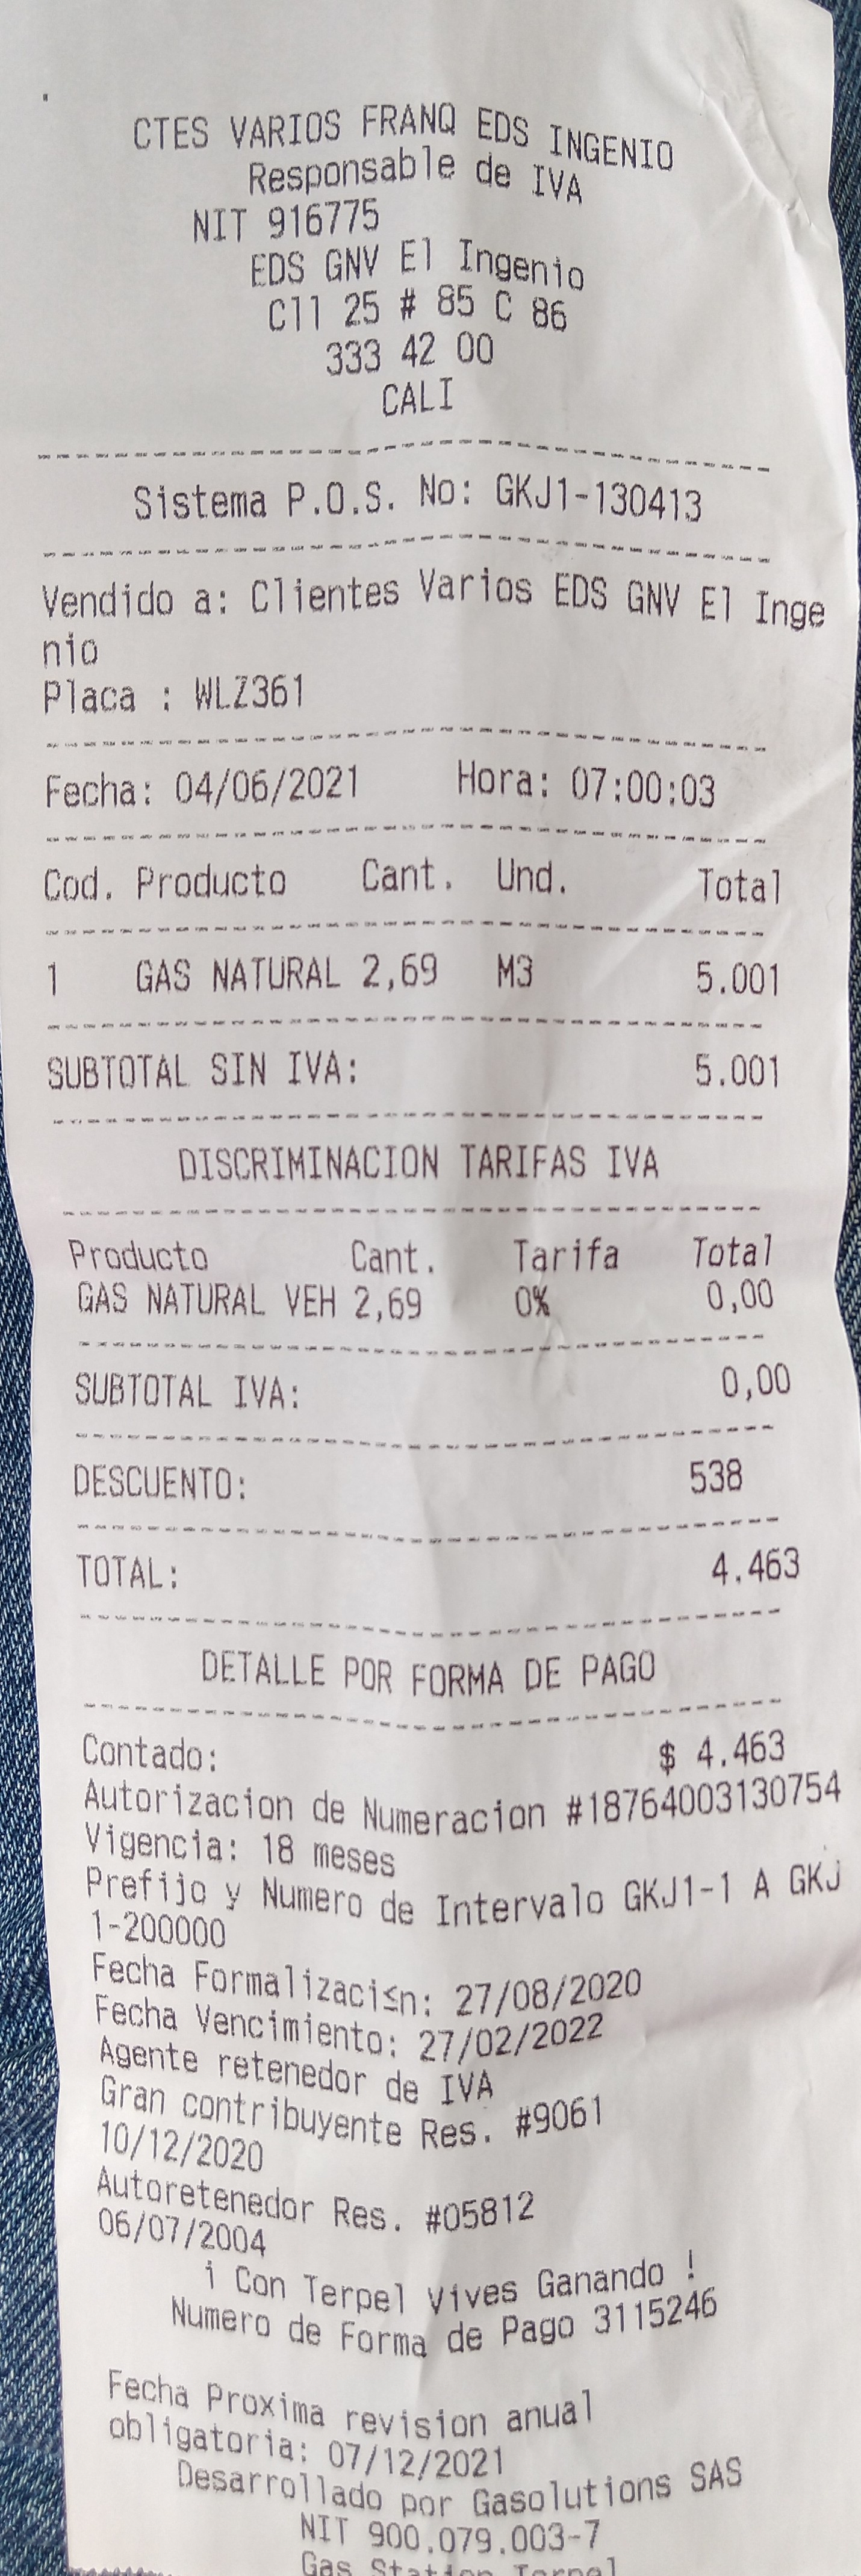 CTES VARIOS FRANQ EDS INGENIO
Responsable de IVA
NIT 916775
EDS GNV El Ingenio
Cll 25 # 85 C 86
333 42 00
CALI
Sistema P.O.S. No: GKJ1-130413
Vendido a: Clientes Varios EDS GNV El Inge
nio
Placa : WLZ361
Fecha: 04/06/2021 Hora: 07:00:03
Cod. Producto Cant. Und. Total
1 GAS NATURAL 2,69 M3 5.001
SUBTOTAL SIN IVA: 5.001
DISCRIMINACION TARIFAS IVA
Producto Cant. Tarifa Total
GAS NATURAL VEH 2,69 0% 0,00
SUBTOTAL IVA: 0,00
DESCUENTO: 538
TOTAL: 4.463
DETALLE POR FORMA DE PAGO
Contado: $ 4.463
Autorizacion de Numeracion #18764003130754
Vigencia: 18 meses
Prefijo y Numero de Intervalo GKJ1-1 A GKJ
1-200000
Fecha Formalizaci≤n: 27/08/2020
Fecha Vencimiento: 27/02/2022
Agente retenedor de IVA
Gran contribuyente Res. #9061
10/12/2020
Autoretenedor Res. #05812
06/07/2004
¡ Con Terpel Vives Ganando !
Numero de Forma de Pago 3115246
Fecha Proxima revision anual
obligatoria: 07/12/2021
Desarrollado por Gasolutions SAS
NIT 900.079.003-7
Gas Station Terpel